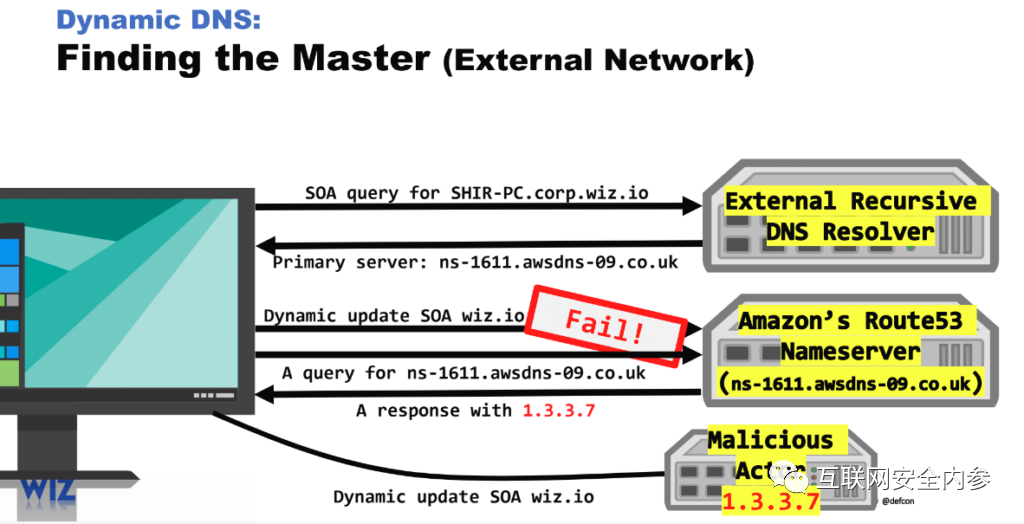 Dynamic DNS:
Finding the Master (External Network)
SOA query for SHIR-PC.corp.wiz.io
External Recursive
DNS Resolver
Primary server: ns-1611.awsdns-09.co.uk
Dynamic update SOA wiz.io
Fail!
Amazon's Route53
Nameserver
(ns-1611.awsdns-09.co.uk)
A query for ns-1611.awsdns-09.co.uk
A response with 1.3.3.7
Malicious
Actor
1.3.3.7
Dynamic update SOA wiz.io
WIZ
互联网安全内参
@defcon